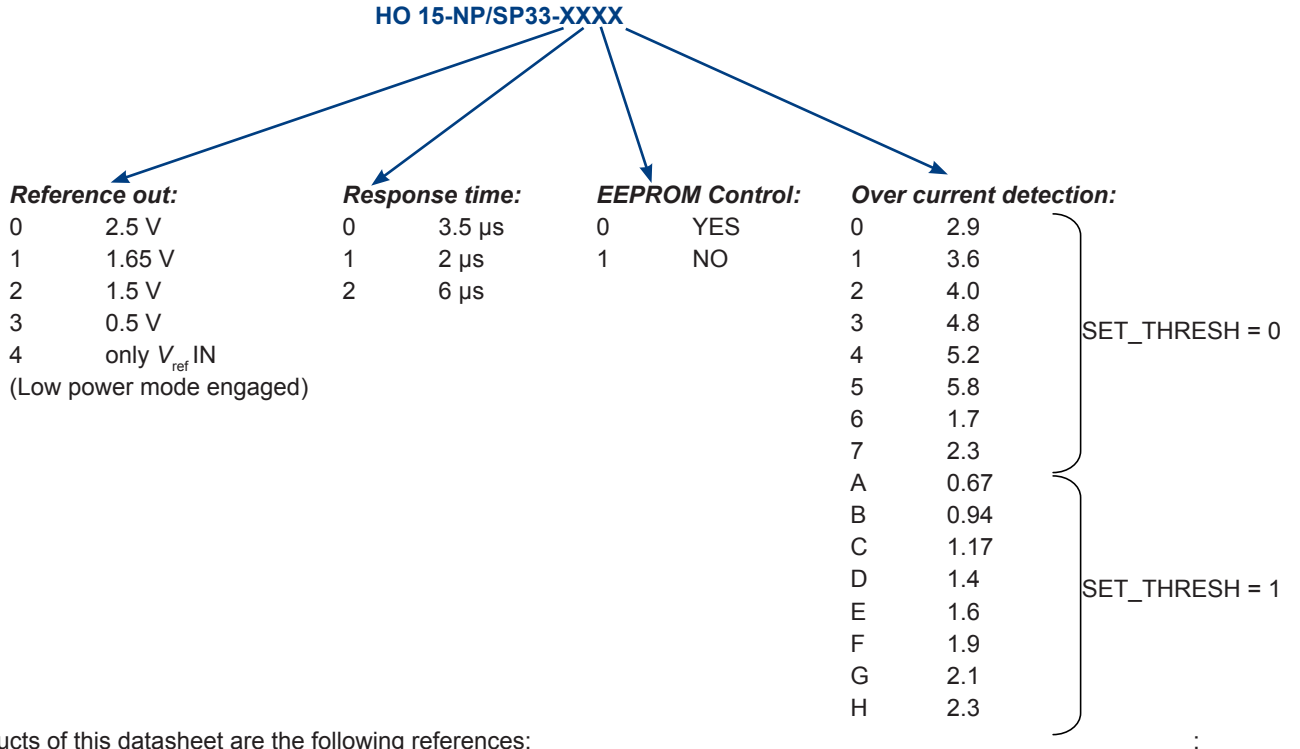 HO 15-NP/SP33-XXXX
Reference out: Response time: EEPROM Control: Over current detection:
0 2.5 V 0 3.5 µs 0 YES 0 2.9
1 1.65 V 1 2 µs 1 NO 1 3.6
2 1.5 V 2 6 µs 2 4.0
3 0.5 V 3 4.8
SET_THRESH = 0
4 only Vref IN 4 5.2
(Low power mode engaged) 5 5.8
6 1.7
7 2.3
A 0.67
B 0.94
C 1.17
D 1.4
SET_THRESH = 1
E 1.6
F 1.9
G 2.1
H 2.3
ucts of this datasheet are the following references: :